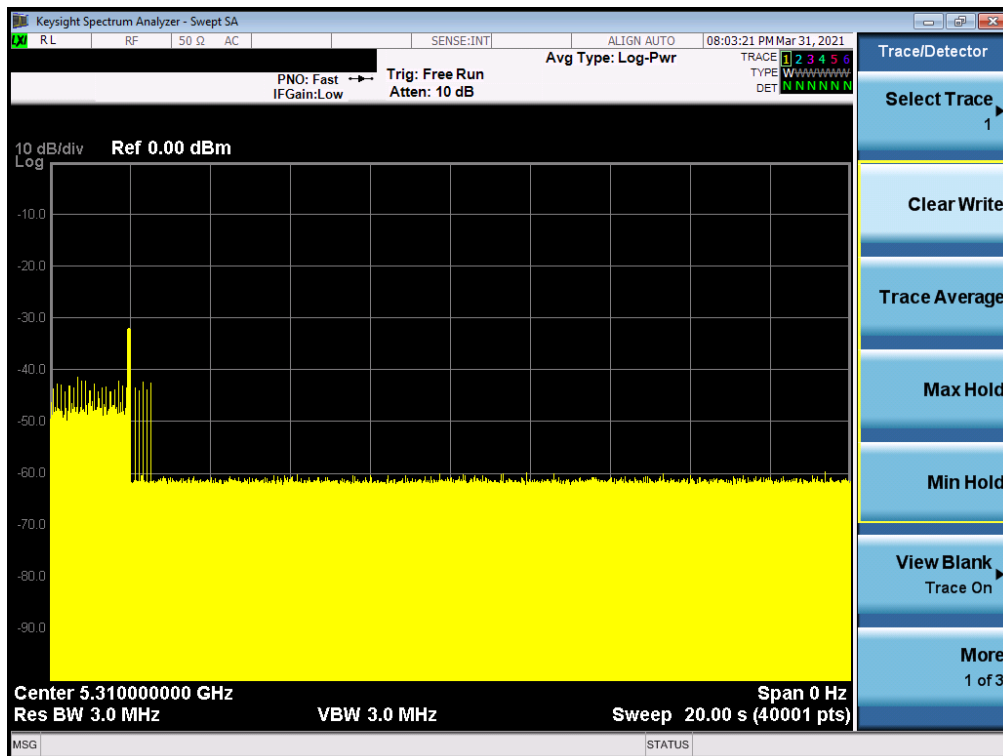 Keysight Spectrum Analyzer - Swept SA
LXI RL RF 50 Ω AC SENSE:INT ALIGN AUTO 08:03:21 PM Mar 31, 2021
Trace/Detector
Avg Type: Log-Pwr
TRACE 1 2 3 4 5 6
PNO: Fast Trig: Free Run
TYPE WWWWWW
IFGain:Low Atten: 10 dB
DET N N N N N N
Select Trace
1
10 dB/div Ref 0.00 dBm
Log
Clear Write
-10.0
-20.0
Trace Average
-30.0
-40.0
Max Hold
-50.0
-60.0
Min Hold
-70.0
View Blank
Trace On
-80.0
-90.0
More
1 of 3
Center 5.310000000 GHz Span 0 Hz
Res BW 3.0 MHz VBW 3.0 MHz Sweep 20.00 s (40001 pts)
MSG STATUS